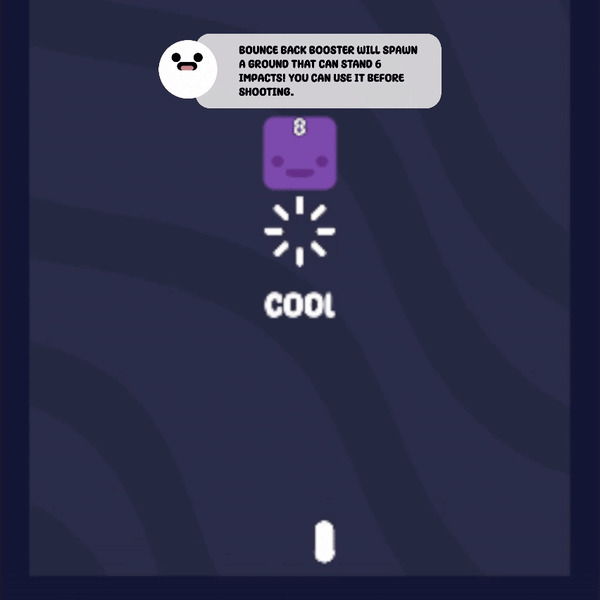 BOUNCE BACK BOOSTER WILL SPAWN
A GROUND THAT CAN STAND 6
IMPACTS! YOU CAN USE IT BEFORE
SHOOTING.
8
COOL